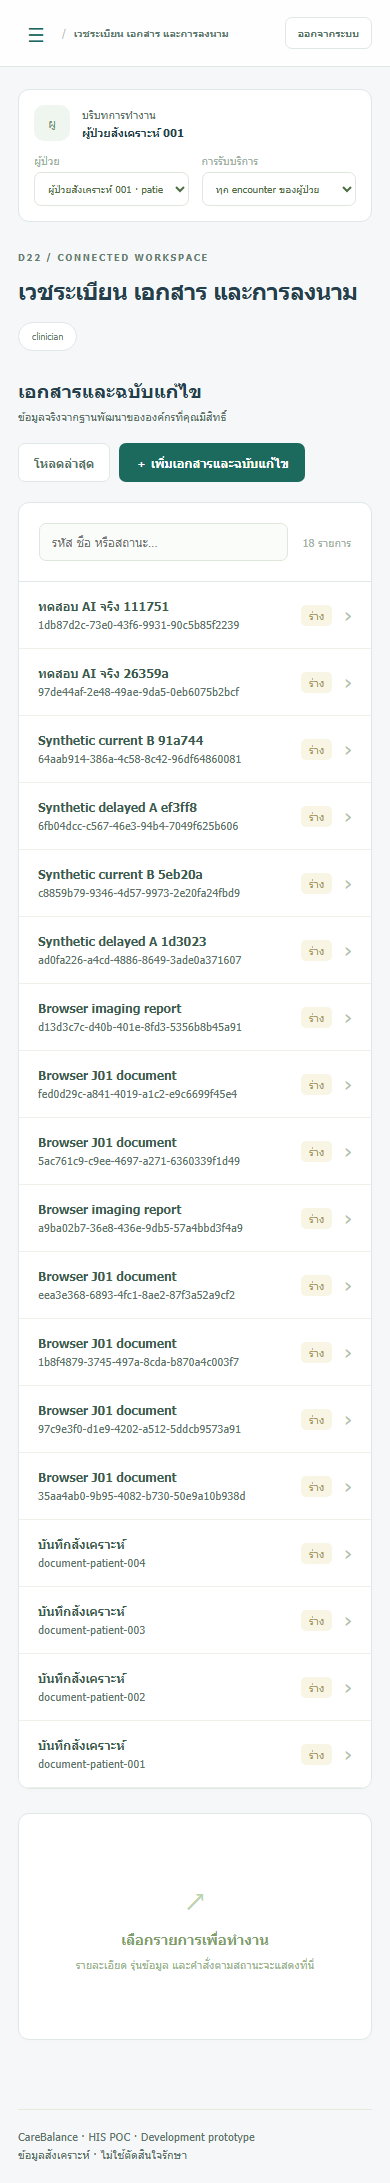 ☰ / เวชระเบียน เอกสาร และการลงนาม ออกจากระบบ
ผู้
บริบทการทำงาน
ผู้ป่วยสังเคราะห์ 001
ผู้ป่วย การรับบริการ
ผู้ป่วยสังเคราะห์ 001 · patie ทุก encounter ของผู้ป่วย
D22 / CONNECTED WORKSPACE
เวชระเบียน เอกสาร และการลงนาม
clinician
เอกสารและฉบับแก้ไข
ข้อมูลจริงจากฐานพัฒนาขององค์กรที่คุณมีสิทธิ์
โหลดล่าสุด + เพิ่มเอกสารและฉบับแก้ไข
รหัส ชื่อ หรือสถานะ... 18 รายการ
ทดสอบ AI จริง 111751
1db87d2c-73e0-43f6-9931-90c5b85f2239
ร่าง
ทดสอบ AI จริง 26359a
97de44af-2e48-49ae-9da5-0eb6075b2bcf
ร่าง
Synthetic current B 91a744
64aab914-386a-4c58-8c42-96df64860081
ร่าง
Synthetic delayed A ef3ff8
6fb04dcc-c567-46e3-94b4-7049f625b606
ร่าง
Synthetic current B 5eb20a
c8859b79-9346-4d57-9973-2e20fa24fbd9
ร่าง
Synthetic delayed A 1d3023
ad0fa226-a4cd-4886-8649-3ade0a371607
ร่าง
Browser imaging report
d13d3c7c-d40b-401e-8fd3-5356b8b45a91
ร่าง
Browser J01 document
fed0d29c-a841-4019-a1c2-e9c6699f45e4
ร่าง
Browser J01 document
5ac761c9-c9ee-4697-a271-6360339f1d49
ร่าง
Browser imaging report
a9ba02b7-36e8-436e-9db5-57a4bbd3f4a9
ร่าง
Browser J01 document
eea3e368-6893-4fc1-8ae2-87f3a52a9cf2
ร่าง
Browser J01 document
1b8f4879-3745-497a-8cda-b870a4c003f7
ร่าง
Browser J01 document
97c9e3f0-d1e9-4202-a512-5ddcb9573a91
ร่าง
Browser J01 document
35aa4ab0-9b95-4082-b730-50e9a10b938d
ร่าง
บันทึกสังเคราะห์
document-patient-004
ร่าง
บันทึกสังเคราะห์
document-patient-003
ร่าง
บันทึกสังเคราะห์
document-patient-002
ร่าง
บันทึกสังเคราะห์
document-patient-001
ร่าง
เลือกรายการเพื่อทำงาน
รายละเอียด รุ่นข้อมูล และคำสั่งตามสถานะจะแสดงที่นี่
CareBalance · HIS POC · Development prototype
ข้อมูลสังเคราะห์ · ไม่ใช้ตัดสินใจรักษา